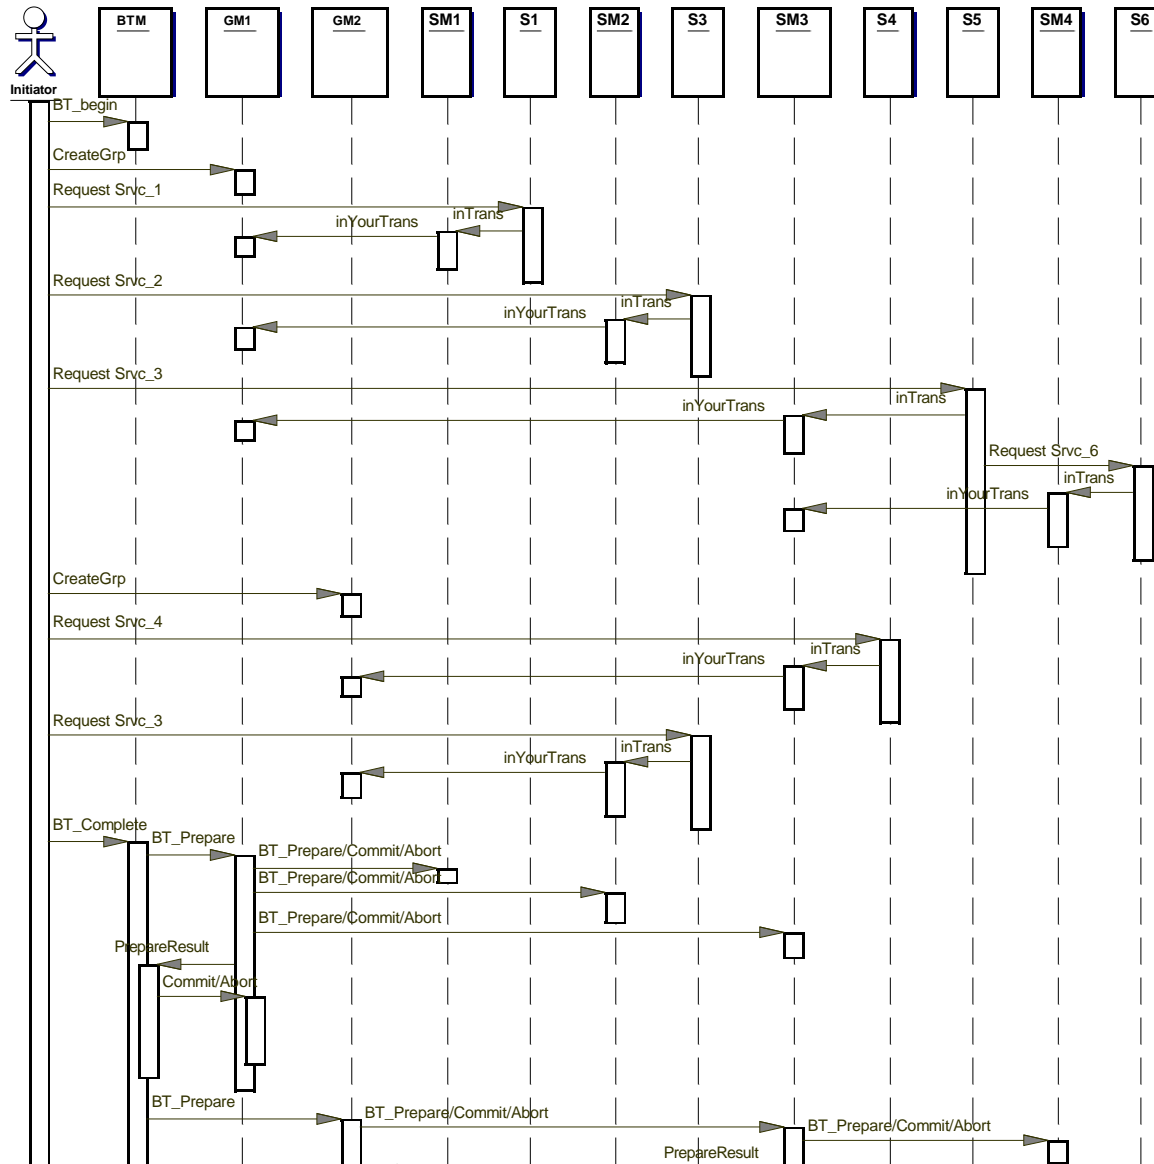 BTM GM1 GM2 SM1 S1 SM2 S3 SM3 S4 S5 SM4 S6
Initiator
BT_begin
CreateGrp
Request Srvc_1
inTrans
inYourTrans
Request Srvc_2
inTrans
inYourTrans
Request Srvc_3
inTrans
inYourTrans
Request Srvc_6
inTrans
inYourTrans
CreateGrp
Request Srvc_4
inTrans
inYourTrans
Request Srvc_3
inTrans
inYourTrans
BT_Complete
BT_Prepare
BT_Prepare/Commit/Abort
BT_Prepare/Commit/Abort
BT_Prepare/Commit/Abort
PrepareResult
Commit/Abort
BT_Prepare
BT_Prepare/Commit/Abort
BT_Prepare/Commit/Abort
PrepareResult